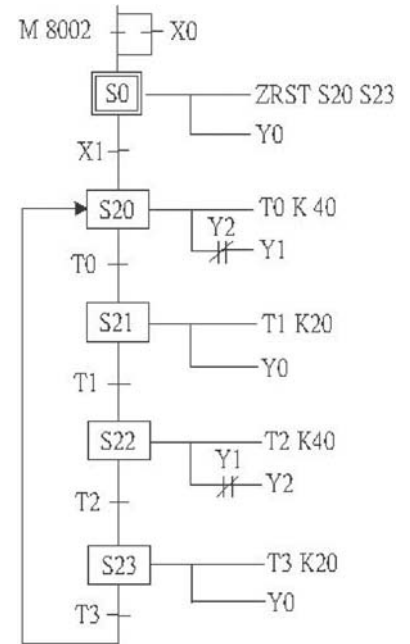 M 8002 X0
S0 ZRST S20 S23
Y0
X1
S20 T0 K 40
Y2
Y1
T0
S21 T1 K20
Y0
T1
S22 T2 K40
Y1
Y2
T2
S23 T3 K20
Y0
T3